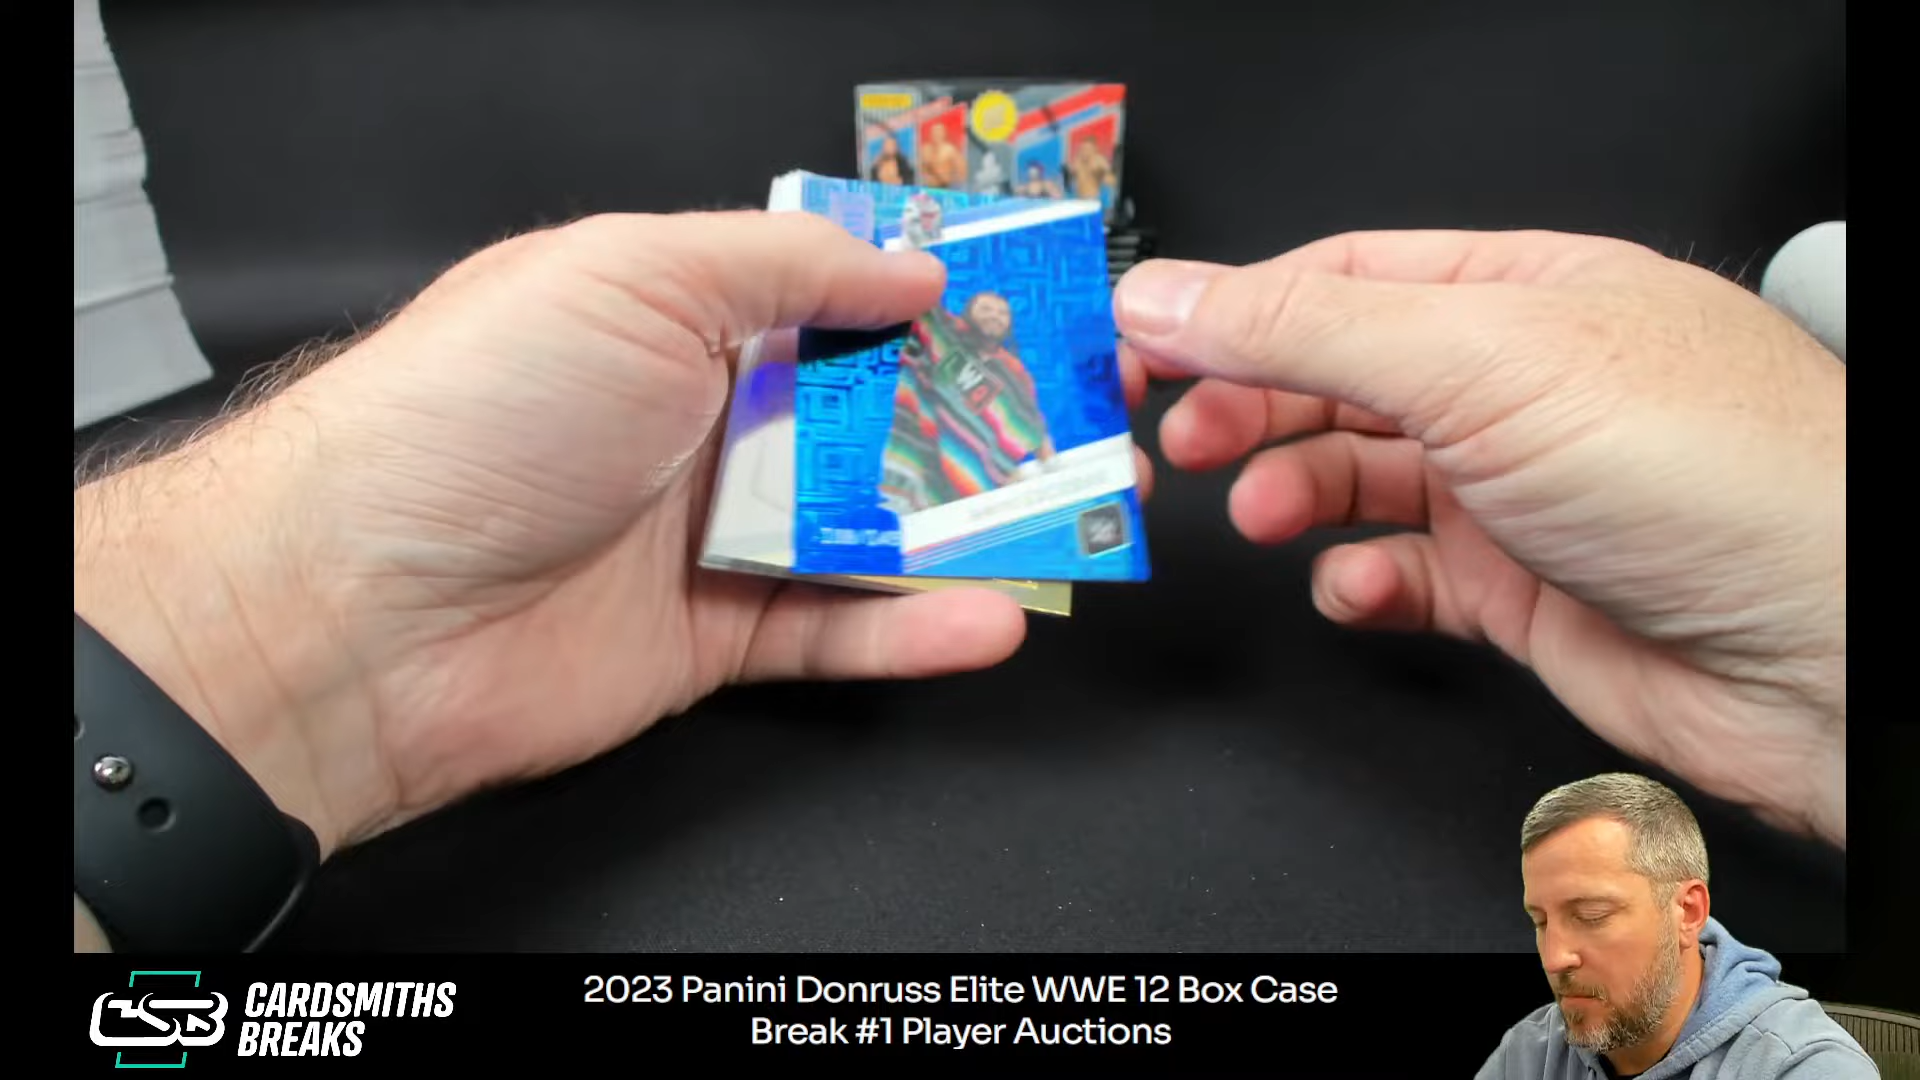 CARDSMITHS
BREAKS
2023 Panini Donruss Elite WWE 12 Box Case
Break #1 Player Auctions